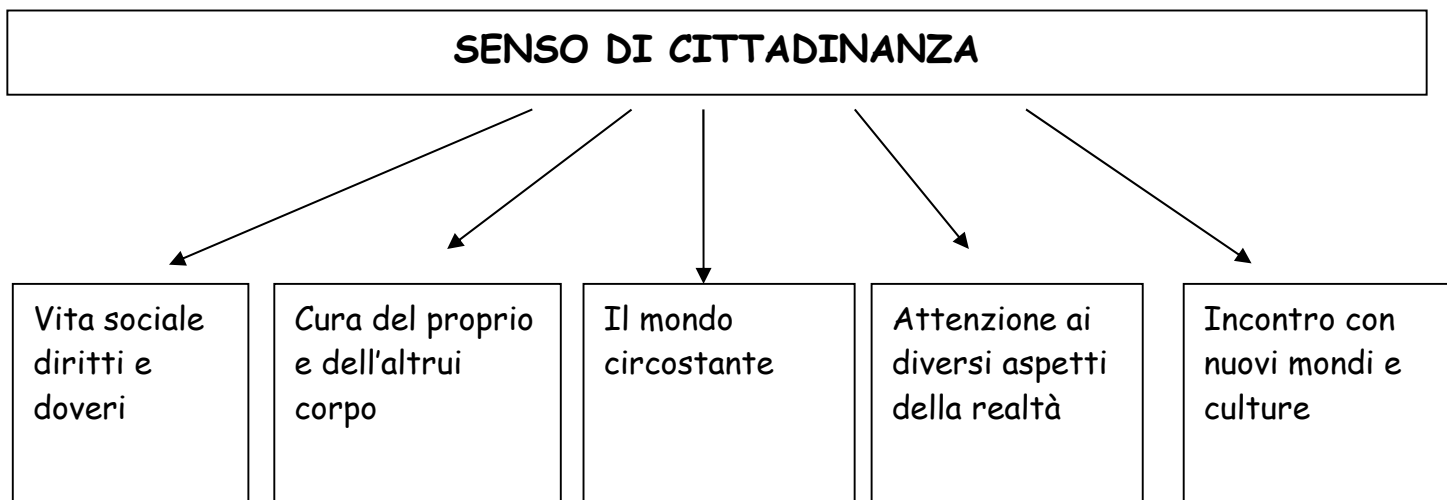 SENSO DI CITTADINANZA
Vita sociale
diritti e
doveri
Cura del proprio
e dell’altrui
corpo
Il mondo
circostante
Attenzione ai
diversi aspetti
della realtà
Incontro con
nuovi mondi e
culture